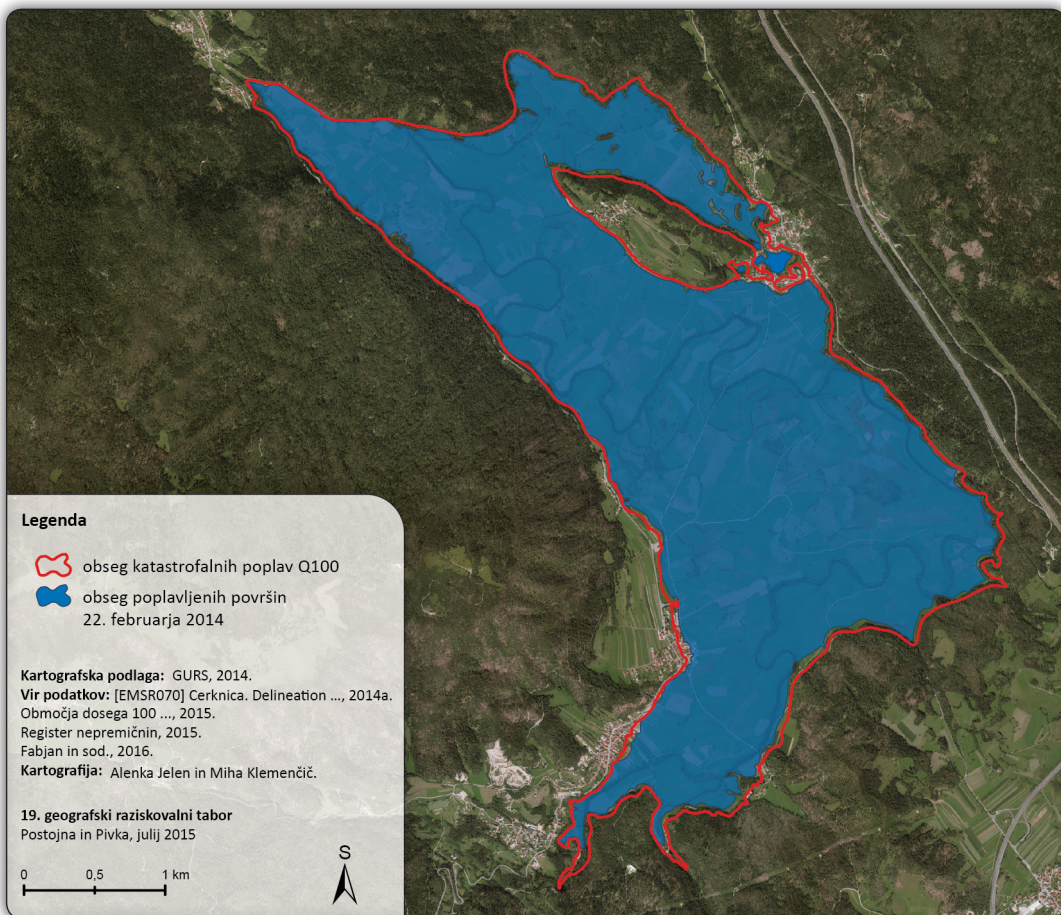 Legenda
obseg katastrofalnih poplav Q100
obseg poplavljenih površin
22. februarja 2014
Kartografska podlaga: GURS, 2014.
Vir podatkov: [EMSR070] Cerknica. Delineation ..., 2014a.
Območja dosega 100 ..., 2015.
Register nepremičnin, 2015.
Fabjan in sod., 2016.
Kartografija: Alenka Jelen in Miha Klemenčič.
19. geografski raziskovalni tabor
Postojna in Pivka, julij 2015
S
0 0,5 1 km